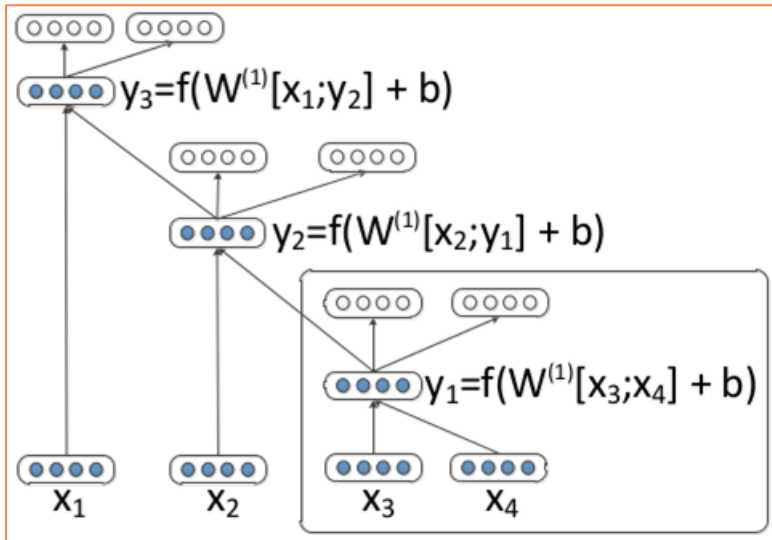 y₃=f(W⁽¹⁾[x₁;y₂] + b)
y₂=f(W⁽¹⁾[x₂;y₁] + b)
y₁=f(W⁽¹⁾[x₃;x₄] + b)
x₁ x₂ x₃ x₄